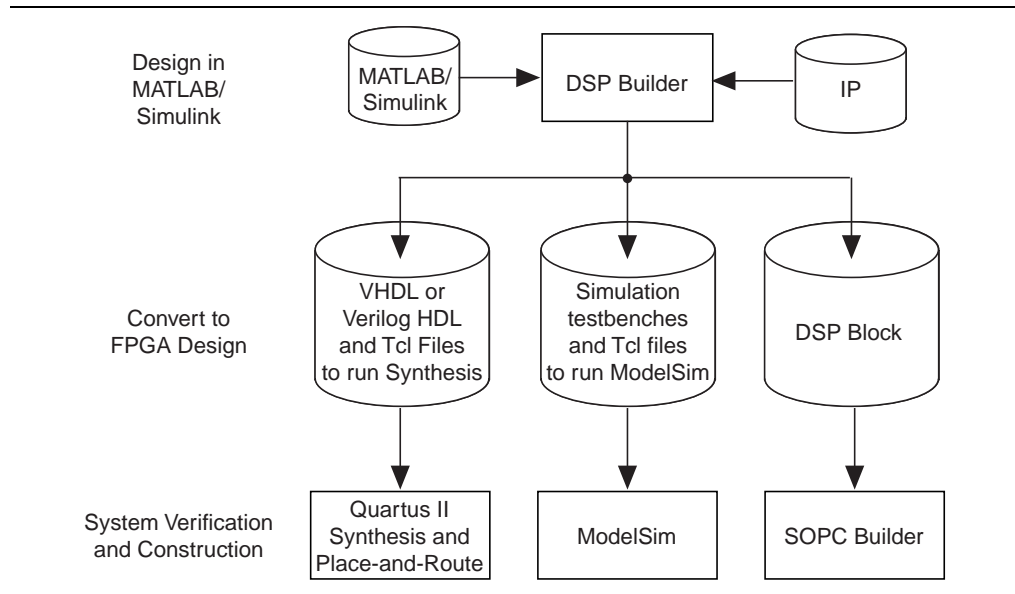 Design in
MATLAB/
Simulink
MATLAB/
Simulink
DSP Builder
IP
Convert to
FPGA Design
VHDL or
Verilog HDL
and Tcl Files
to run Synthesis
Simulation
testbenches
and Tcl files
to run ModelSim
DSP Block
System Verification
and Construction
Quartus II
Synthesis and
Place-and-Route
ModelSim
SOPC Builder